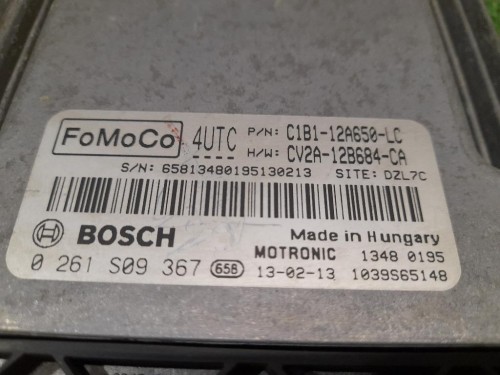 FoMoCo 4UTC P/N: C1B1-12A650-LC
H/W: CV2A-12B684-CA
S/N: 65813480195130213 SITE: DZL7C
BOSCH Made in Hungary
MOTRONIC 1348 0195
0 261 S09 367 658 13-02-13 1039S65148